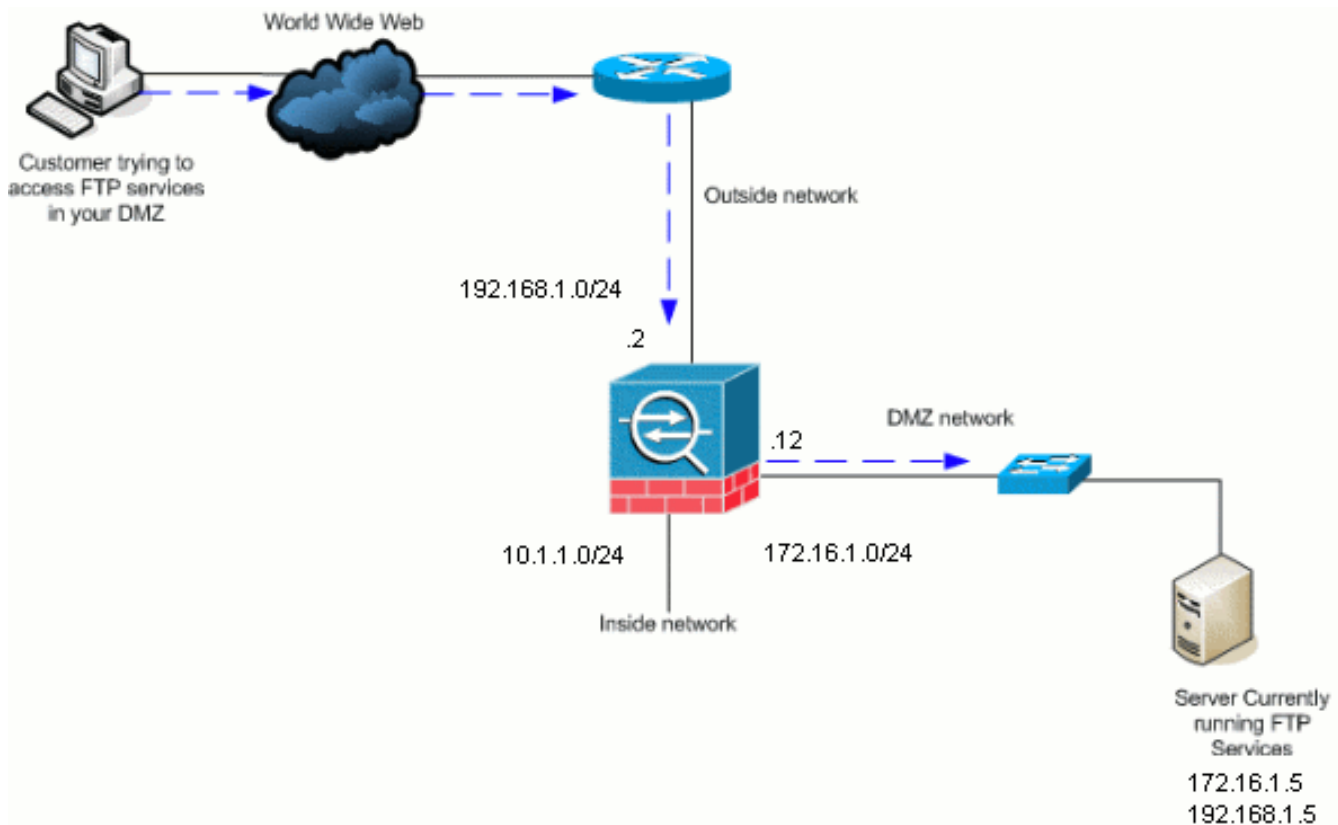 World Wide Web
Customer trying to
access FTP services
in your DMZ
Outside network
192.168.1.0/24
.2
DMZ network
.12
10.1.1.0/24
172.16.1.0/24
Inside network
Server Currently
running FTP
Services
172.16.1.5
192.168.1.5